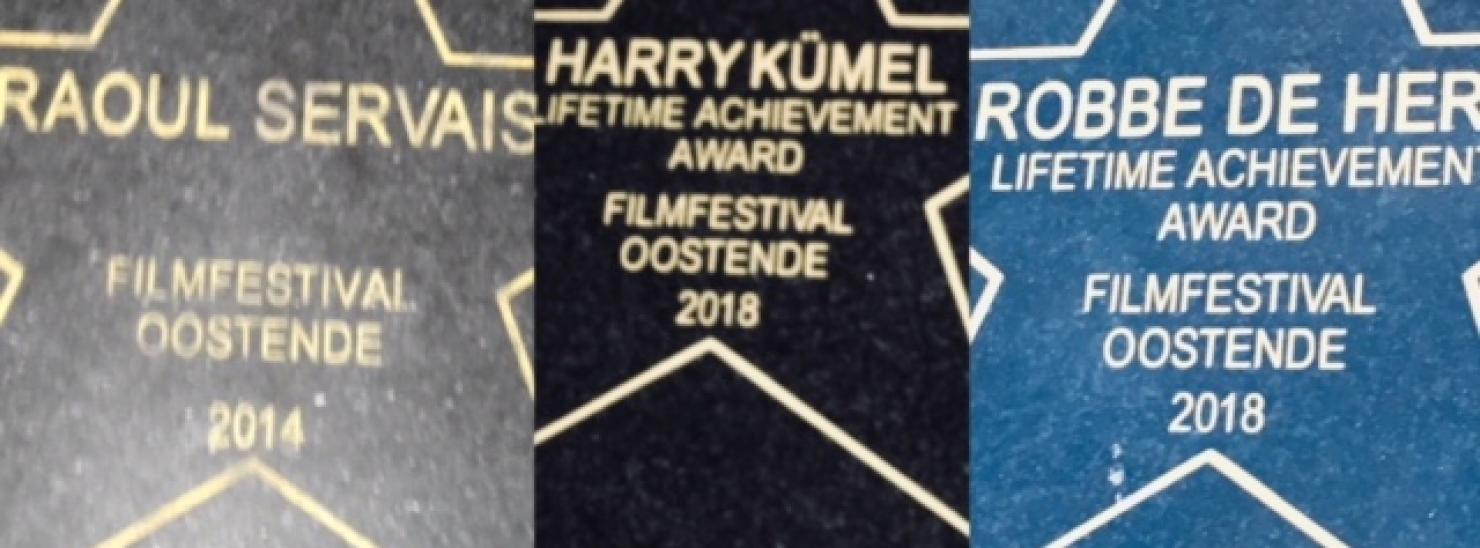 RAOUL SERVAIS
FILMFESTIVAL
OOSTENDE
2014
HARRY KÜMEL
LIFETIME ACHIEVEMENT
AWARD
FILMFESTIVAL
OOSTENDE
2018
ROBBE DE HER
LIFETIME ACHIEVEMENT
AWARD
FILMFESTIVAL
OOSTENDE
2018